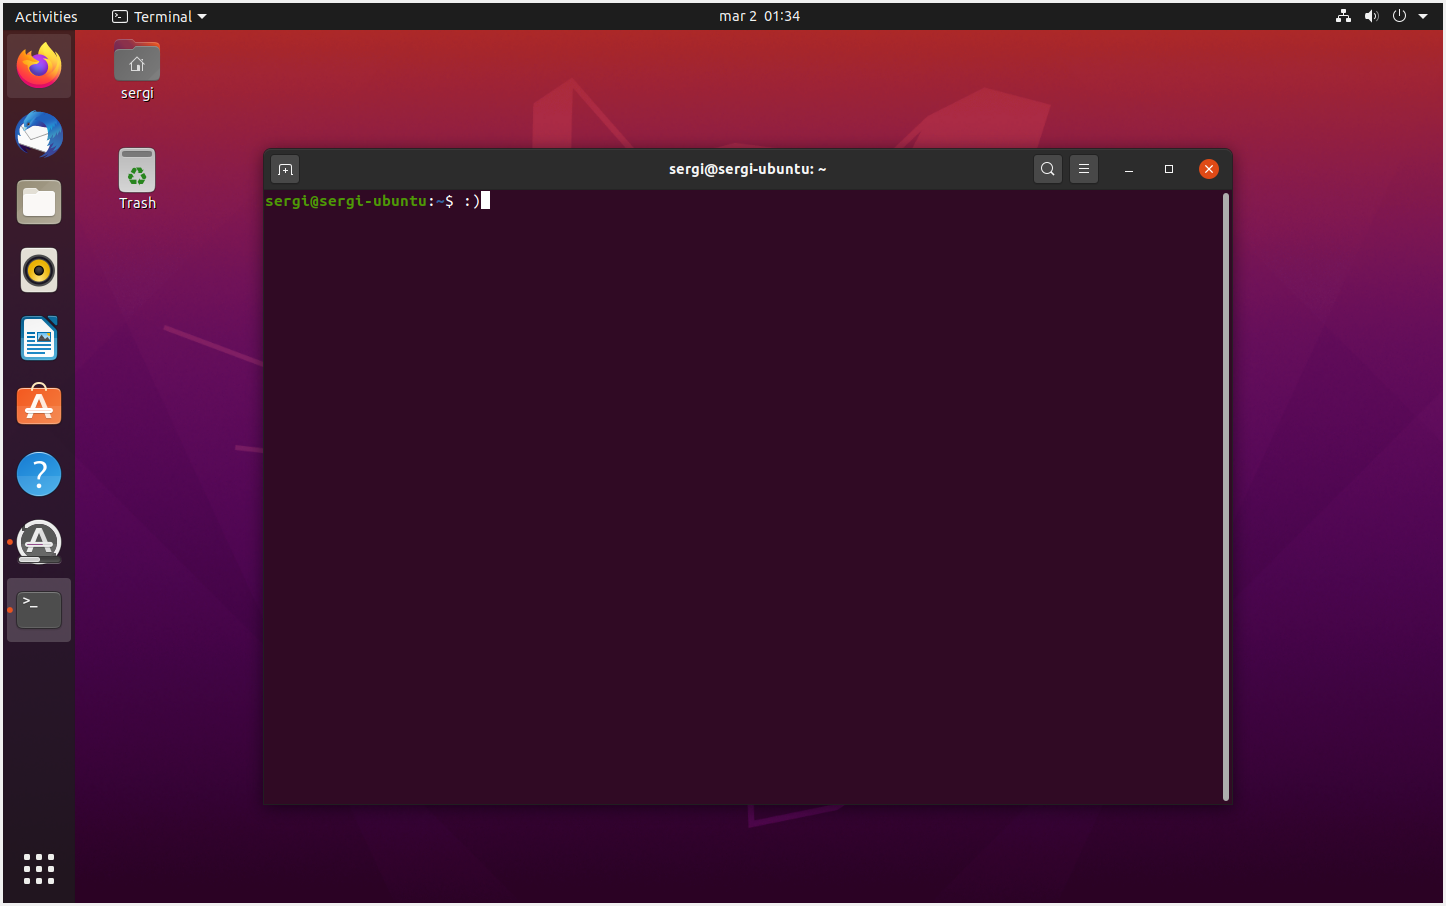 Activities Terminal mar 2 01:34
sergi
Trash
sergi@sergi-ubuntu: ~
sergi@sergi-ubuntu:~$ :)
?
>_